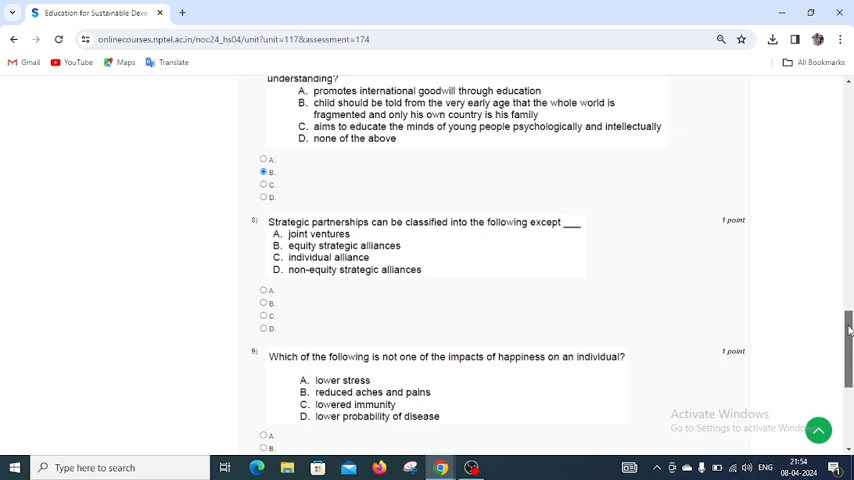 Education for Sustainable Deve
onlinecourses.nptel.ac.in/noc24_hs04/unit?unit=117&assessment=174
Gmail
YouTube
Maps
Translate
All Bookmarks
understanding?
A. promotes international goodwill through education
B. child should be told from the very early age that the whole world is
fragmented and only his own country is his family
C. aims to educate the minds of young people psychologically and intellectually
D. none of the above
A.
B.
C.
D.
8) Strategic partnerships can be classified into the following except ___
1 point
A. joint ventures
B. equity strategic alliances
C. individual alliance
D. non-equity strategic alliances
A.
B.
C.
D.
9) Which of the following is not one of the impacts of happiness on an individual?
1 point
A. lower stress
B. reduced aches and pains
C. lowered immunity
D. lower probability of disease
A.
B.
Activate Windows
Go to Settings to activate Windo
Type here to search
ENG
21:54
08-04-2024
1